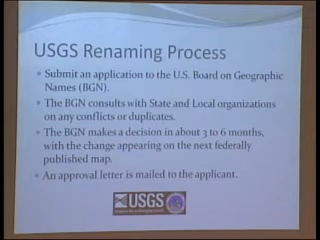 USGS Renaming Process
• Submit an application to the U.S. Board on Geographic
Names (BGN).
• The BGN consults with State and Local organizations
on any conflicts or duplicates.
• The BGN makes a decision in about 3 to 6 months,
with the change appearing on the next federally
published map.
• An approval letter is mailed to the applicant.
USGS